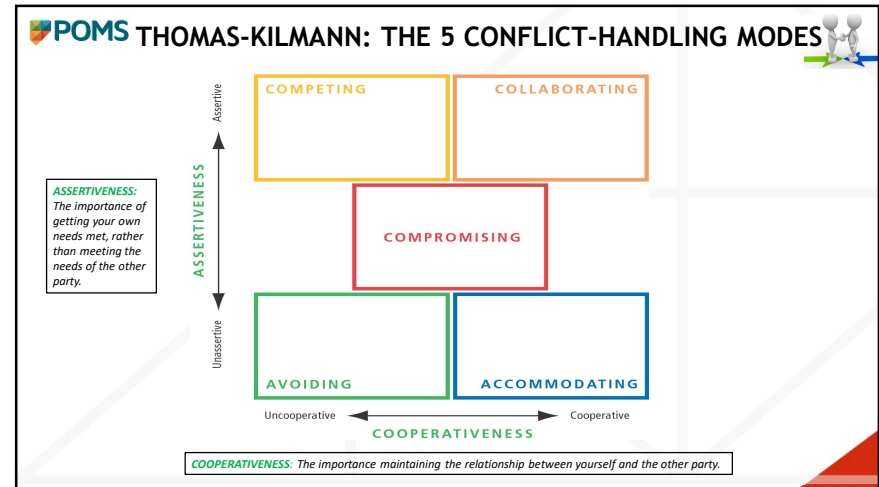 POMS THOMAS-KILMANN: THE 5 CONFLICT-HANDLING MODES
COMPETING
COLLABORATING
Assertive
ASSERTIVENESS
Unassertive
ASSERTIVENESS:
The importance of
getting your own
needs met, rather
than meeting the
needs of the other
party.
COMPROMISING
AVOIDING
ACCOMMODATING
Uncooperative
Cooperative
COOPERATIVENESS
COOPERATIVENESS: The importance maintaining the relationship between yourself and the other party.